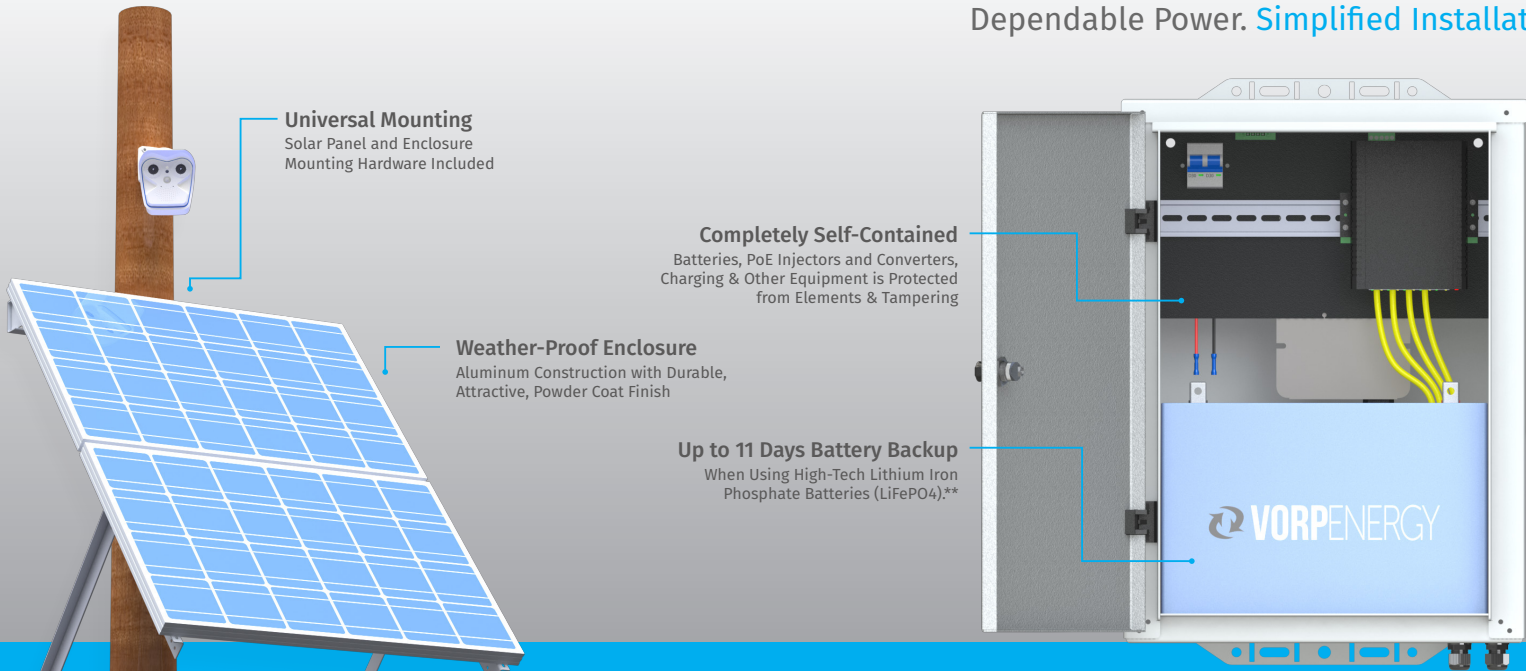 Dependable Power. Simplified Installat
Universal Mounting
Solar Panel and Enclosure
Mounting Hardware Included
Completely Self-Contained
Batteries, PoE Injectors and Converters,
Charging & Other Equipment is Protected
from Elements & Tampering
Weather-Proof Enclosure
Aluminum Construction with Durable,
Attractive, Powder Coat Finish
Up to 11 Days Battery Backup
When Using High-Tech Lithium Iron
Phosphate Batteries (LiFePO4).**
VORPENERGY